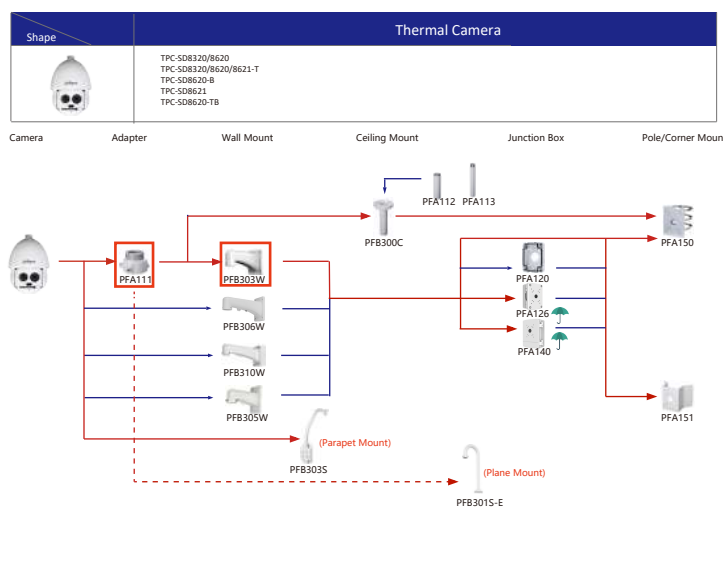 Shape
Thermal Camera
TPC-SD8320/8620
TPC-SD8320/8620/8621-T
TPC-SD8620-B
TPC-SD8621
TPC-SD8620-TB
Camera
Adapter
Wall Mount
Ceiling Mount
Junction Box
Pole/Corner Moun
PFA112
PFA113
PFB300C
PFA150
PFA111
PFB303W
PFA120
PFB306W
PFA126
PFA140
PFB310W
PFB305W
PFA151
(Parapet Mount)
PFB303S
(Plane Mount)
PFB301S-E